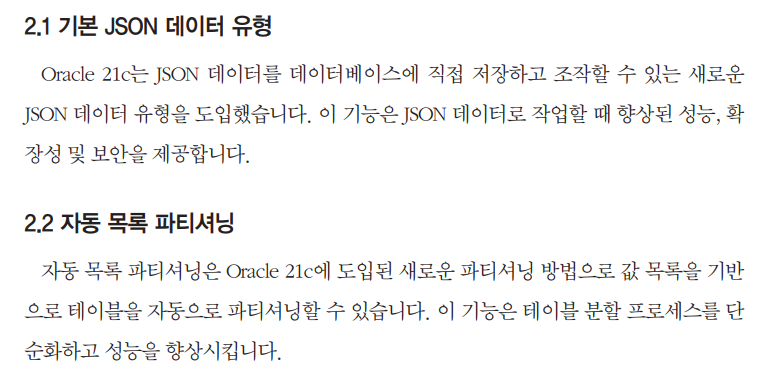 2.1 기본 JSON 데이터 유형
Oracle 21c는 JSON 데이터를 데이터베이스에 직접 저장하고 조작할 수 있는 새로운
JSON 데이터 유형을 도입했습니다. 이 기능은 JSON 데이터로 작업할 때 향상된 성능, 확
장성 및 보안을 제공합니다.
2.2 자동 목록 파티셔닝
자동 목록 파티셔닝은 Oracle 21c에 도입된 새로운 파티셔닝 방법으로 값 목록을 기반
으로 테이블을 자동으로 파티셔닝할 수 있습니다. 이 기능은 테이블 분할 프로세스를 단
순화하고 성능을 향상시킵니다.